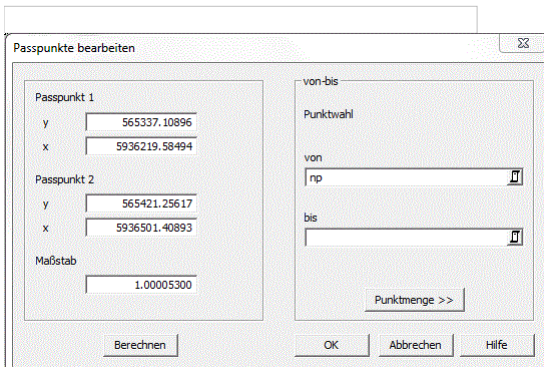 Passpunkte bearbeiten
Passpunkt 1
y 565337.10896
x 5936219.58494
Passpunkt 2
y 565421.25617
x 5936501.40893
Maßstab
1.00005300
Berechnen
von-bis
Punktwahl
von
np
bis
Punktmenge >>
OK Abbrechen Hilfe